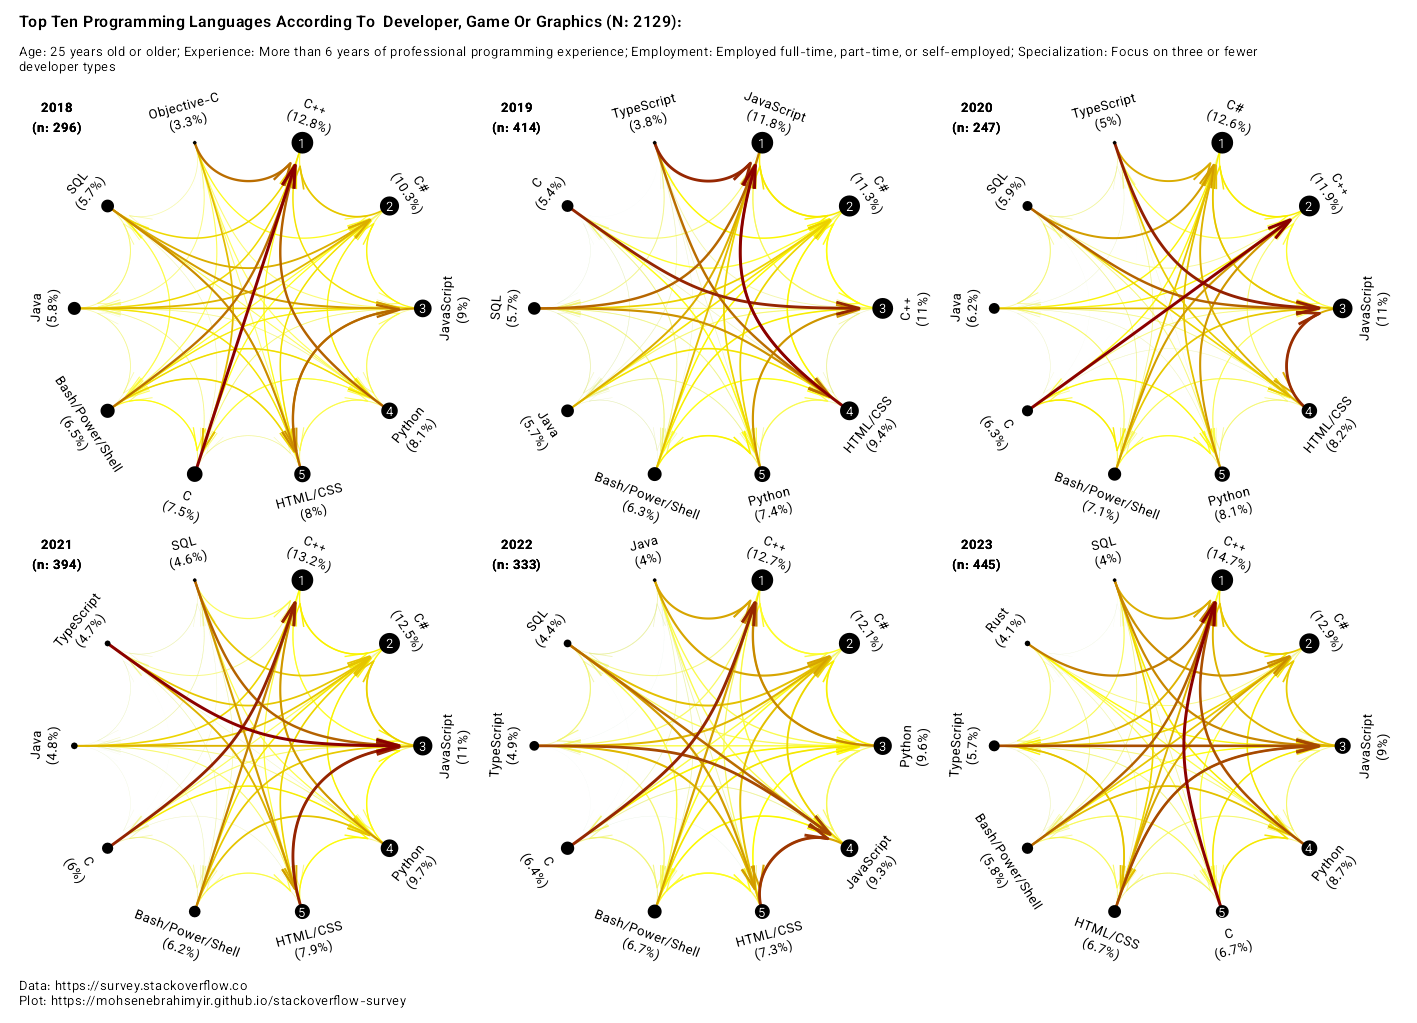 Top Ten Programming Languages According To  Developer, Game Or Graphics (N: 2129):
Age: 25 years old or older; Experience: More than 6 years of professional programming experience; Employment: Employed full-time, part-time, or self-employed; Specialization: Focus on three or fewer
developer types
2018
(n: 296)
C++
(12.8%)
1
C#
(10.3%)
2
JavaScript
(9%)
3
Python
(8.1%)
4
HTML/CSS
(8%)
5
C
(7.5%)
Bash/Power/Shell
(6.5%)
Java
(5.8%)
SQL
(5.7%)
Objective-C
(3.3%)
2019
(n: 414)
JavaScript
(11.8%)
1
C#
(11.3%)
2
C++
(11%)
3
HTML/CSS
(9.4%)
4
Python
(7.4%)
5
Bash/Power/Shell
(6.3%)
Java
(5.7%)
SQL
(5.7%)
C
(5.4%)
TypeScript
(3.8%)
2020
(n: 247)
C#
(12.6%)
1
C++
(11.9%)
2
JavaScript
(11%)
3
HTML/CSS
(8.2%)
4
Python
(8.1%)
5
Bash/Power/Shell
(7.1%)
C
(6.3%)
Java
(6.2%)
SQL
(5.9%)
TypeScript
(5%)
2021
(n: 394)
C++
(13.2%)
1
C#
(12.5%)
2
JavaScript
(11%)
3
Python
(9.7%)
4
HTML/CSS
(7.9%)
5
Bash/Power/Shell
(6.2%)
C
(6%)
Java
(4.8%)
TypeScript
(4.7%)
SQL
(4.6%)
2022
(n: 333)
C++
(12.7%)
1
C#
(12.1%)
2
Python
(9.6%)
3
JavaScript
(9.3%)
4
HTML/CSS
(7.3%)
5
Bash/Power/Shell
(6.7%)
C
(6.4%)
TypeScript
(4.9%)
SQL
(4.4%)
Java
(4%)
2023
(n: 445)
C++
(14.7%)
1
C#
(12.9%)
2
JavaScript
(9%)
3
Python
(8.7%)
4
C
(6.7%)
5
HTML/CSS
(6.7%)
Bash/Power/Shell
(5.8%)
TypeScript
(5.7%)
Rust
(4.1%)
SQL
(4%)
Data: https://survey.stackoverflow.co
Plot: https://mohsenebrahimyir.github.io/stackoverflow-survey